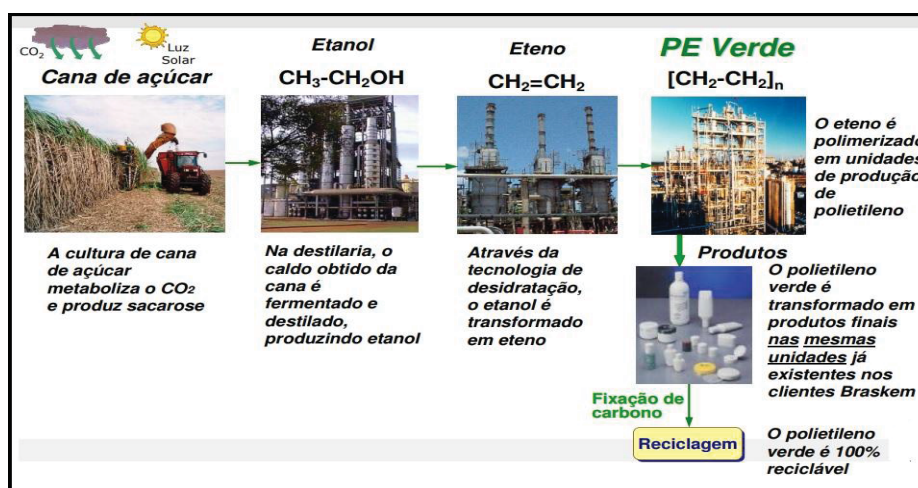 CO₂
Luz
Solar
Cana de açúcar
Etanol
CH₃-CH₂OH
Eteno
CH₂=CH₂
PE Verde
[CH₂-CH₂]ₙ
O eteno é
polimerizado
em unidades
de produção
de
polietileno
A cultura de cana
de açúcar
metaboliza o CO₂
e produz sacarose
Na destilaria, o
caldo obtido da
cana é
fermentado e
destilado,
produzindo etanol
Através da
tecnologia de
desidratação,
o etanol é
transformado
em eteno
Produtos
O polietileno
verde é
transformado em
produtos finais
nas mesmas
unidades já
existentes nos
clientes Braskem
Fixação de
carbono
Reciclagem
O polietileno
verde é 100%
reciclável